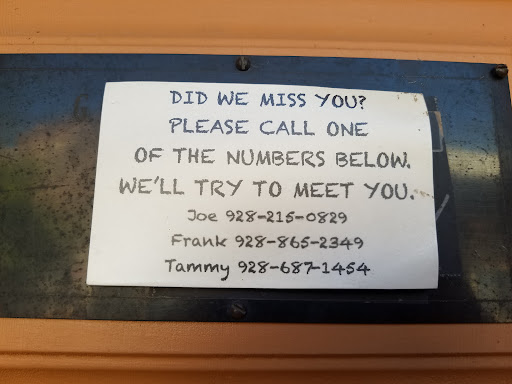 DID WE MISS YOU?
PLEASE CALL ONE
OF THE NUMBERS BELOW.
WE'LL TRY TO MEET YOU.
Joe 928-215-0829
Frank 928-865-2349
Tammy 928-687-1454